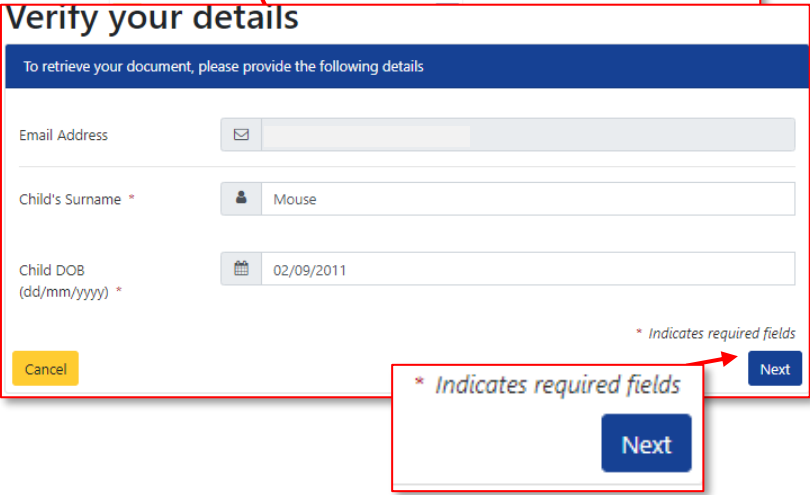 Verify your details
To retrieve your document, please provide the following details
Email Address
Child's Surname *
Mouse
Child DOB
(dd/mm/yyyy) *
02/09/2011
* Indicates required fields
Cancel
Next
* Indicates required fields
Next